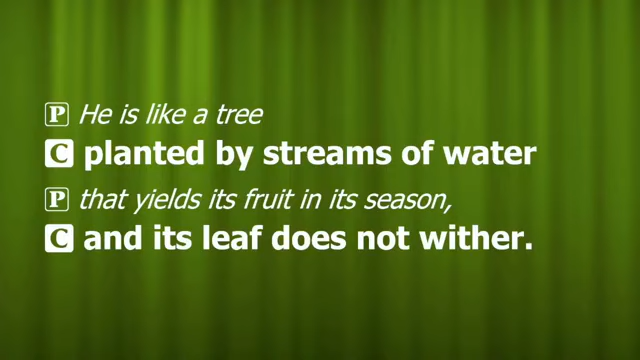 P He is like a tree
C planted by streams of water
P that yields its fruit in its season,
C and its leaf does not wither.